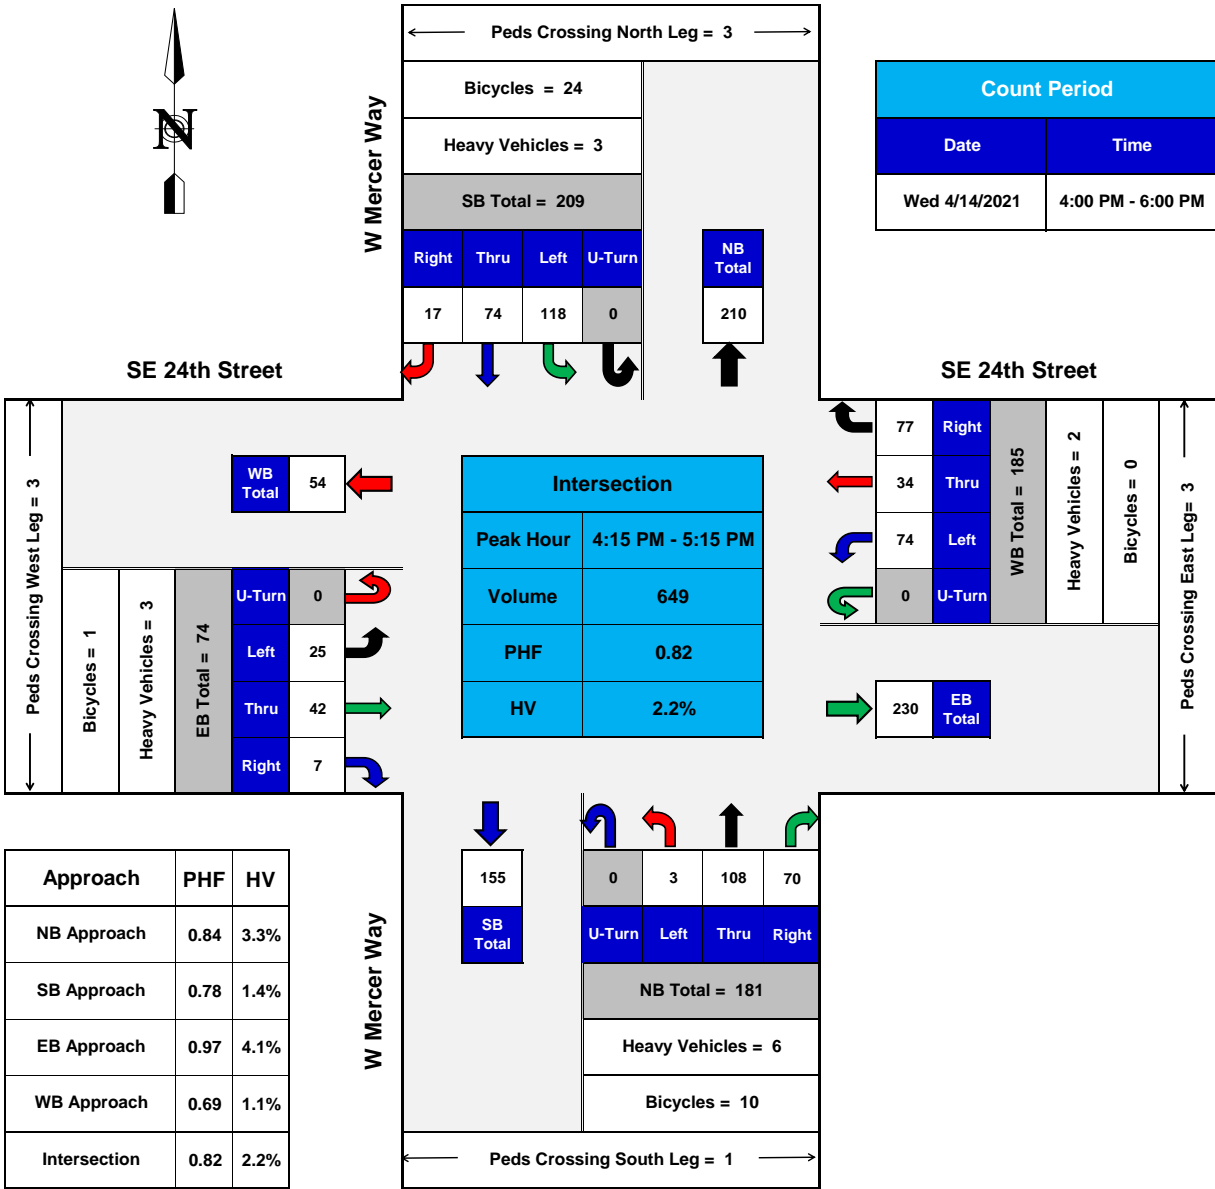 Peds Crossing North Leg = 3
N
W Mercer Way
Bicycles = 24
Heavy Vehicles = 3
SB Total = 209
Right Thru Left U-Turn
17 74 118 0
NB Total
210
Count Period
Date Time
Wed 4/14/2021 4:00 PM - 6:00 PM
SE 24th Street
SE 24th Street
Peds Crossing West Leg = 3
WB Total 54
Bicycles = 1
Heavy Vehicles = 3
EB Total = 74
U-Turn 0
Left 25
Thru 42
Right 7
Intersection
Peak Hour 4:15 PM - 5:15 PM
Volume 649
PHF 0.82
HV 2.2%
77 Right
34 Thru
74 Left
0 U-Turn
WB Total = 185
Heavy Vehicles = 2
Bicycles = 0
Peds Crossing East Leg= 3
230 EB Total
Approach PHF HV
NB Approach 0.84 3.3%
SB Approach 0.78 1.4%
EB Approach 0.97 4.1%
WB Approach 0.69 1.1%
Intersection 0.82 2.2%
W Mercer Way
155
SB Total
0 3 108 70
U-Turn Left Thru Right
NB Total = 181
Heavy Vehicles = 6
Bicycles = 10
Peds Crossing South Leg = 1